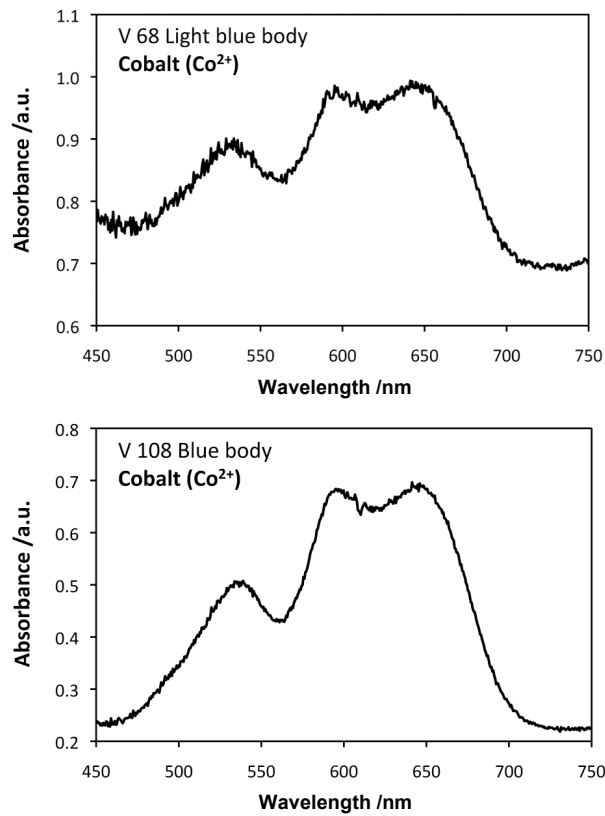 V 68 Light blue body
Cobalt (Co²⁺)
Absorbance /a.u.
1.1
1.0
0.9
0.8
0.7
0.6
450 500 550 600 650 700 750
Wavelength /nm
V 108 Blue body
Cobalt (Co²⁺)
Absorbance /a.u.
0.8
0.7
0.6
0.5
0.4
0.3
0.2
450 500 550 600 650 700 750
Wavelength /nm